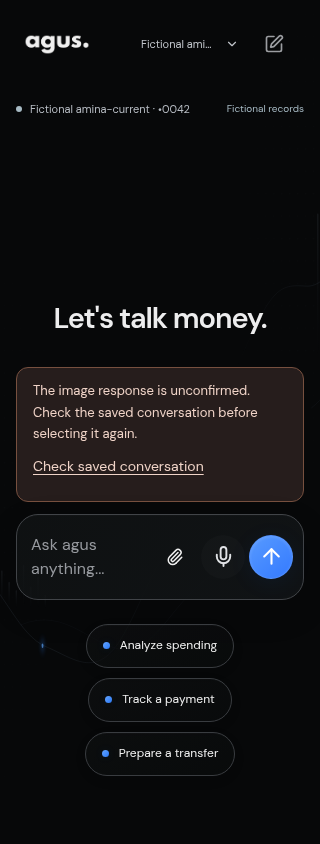 agus.
Fictional ami...
Fictional amina-current · •0042
Fictional records
Let's talk money.
The image response is unconfirmed.
Check the saved conversation before
selecting it again.
Check saved conversation
Ask agus
anything...
Analyze spending
Track a payment
Prepare a transfer